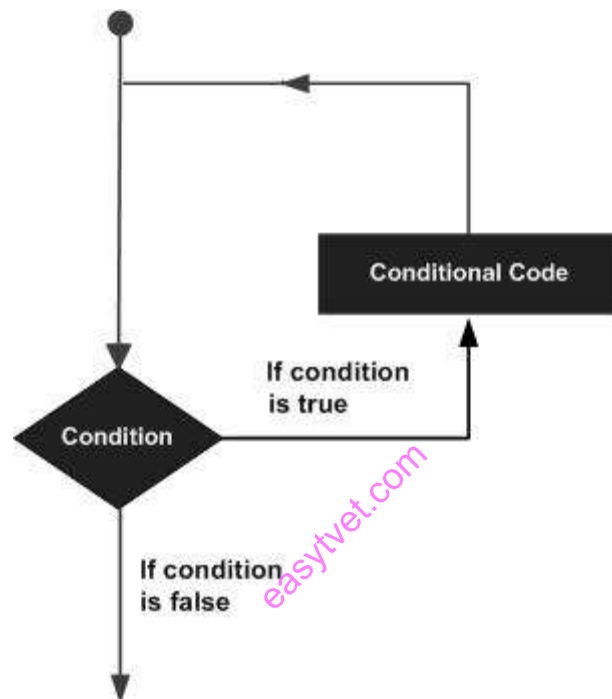 Conditional Code
If condition
is true
Condition
easytvet.com
If condition
is false